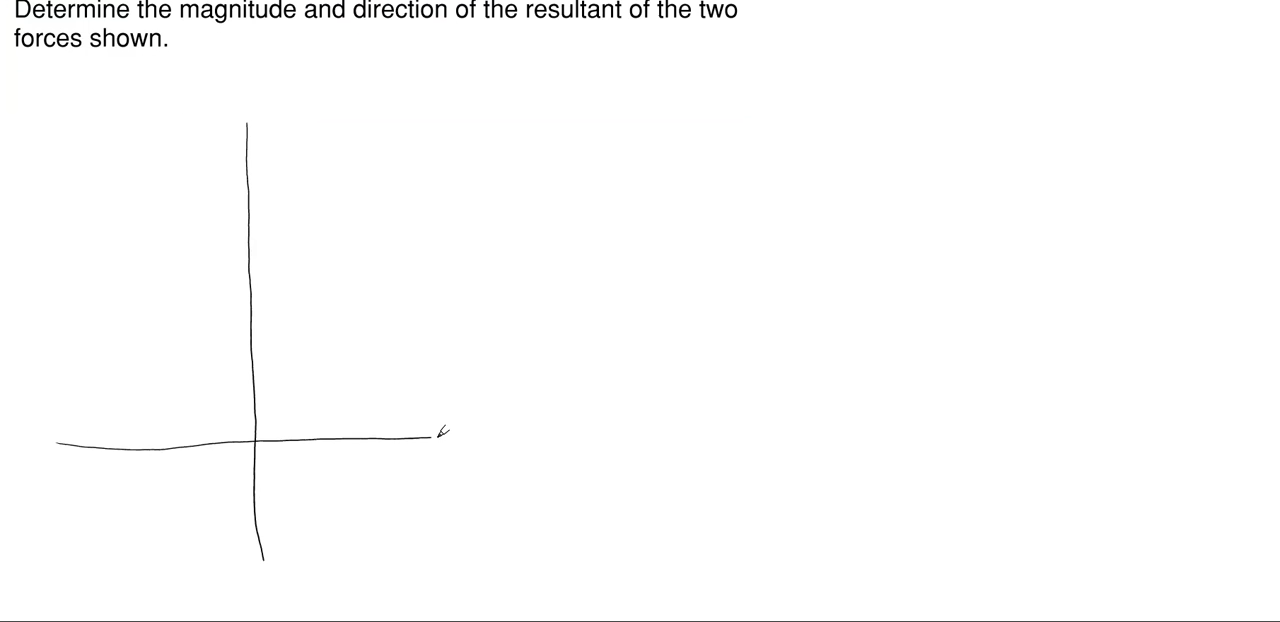 Determine the magnitude and direction of the resultant of the two
forces shown.